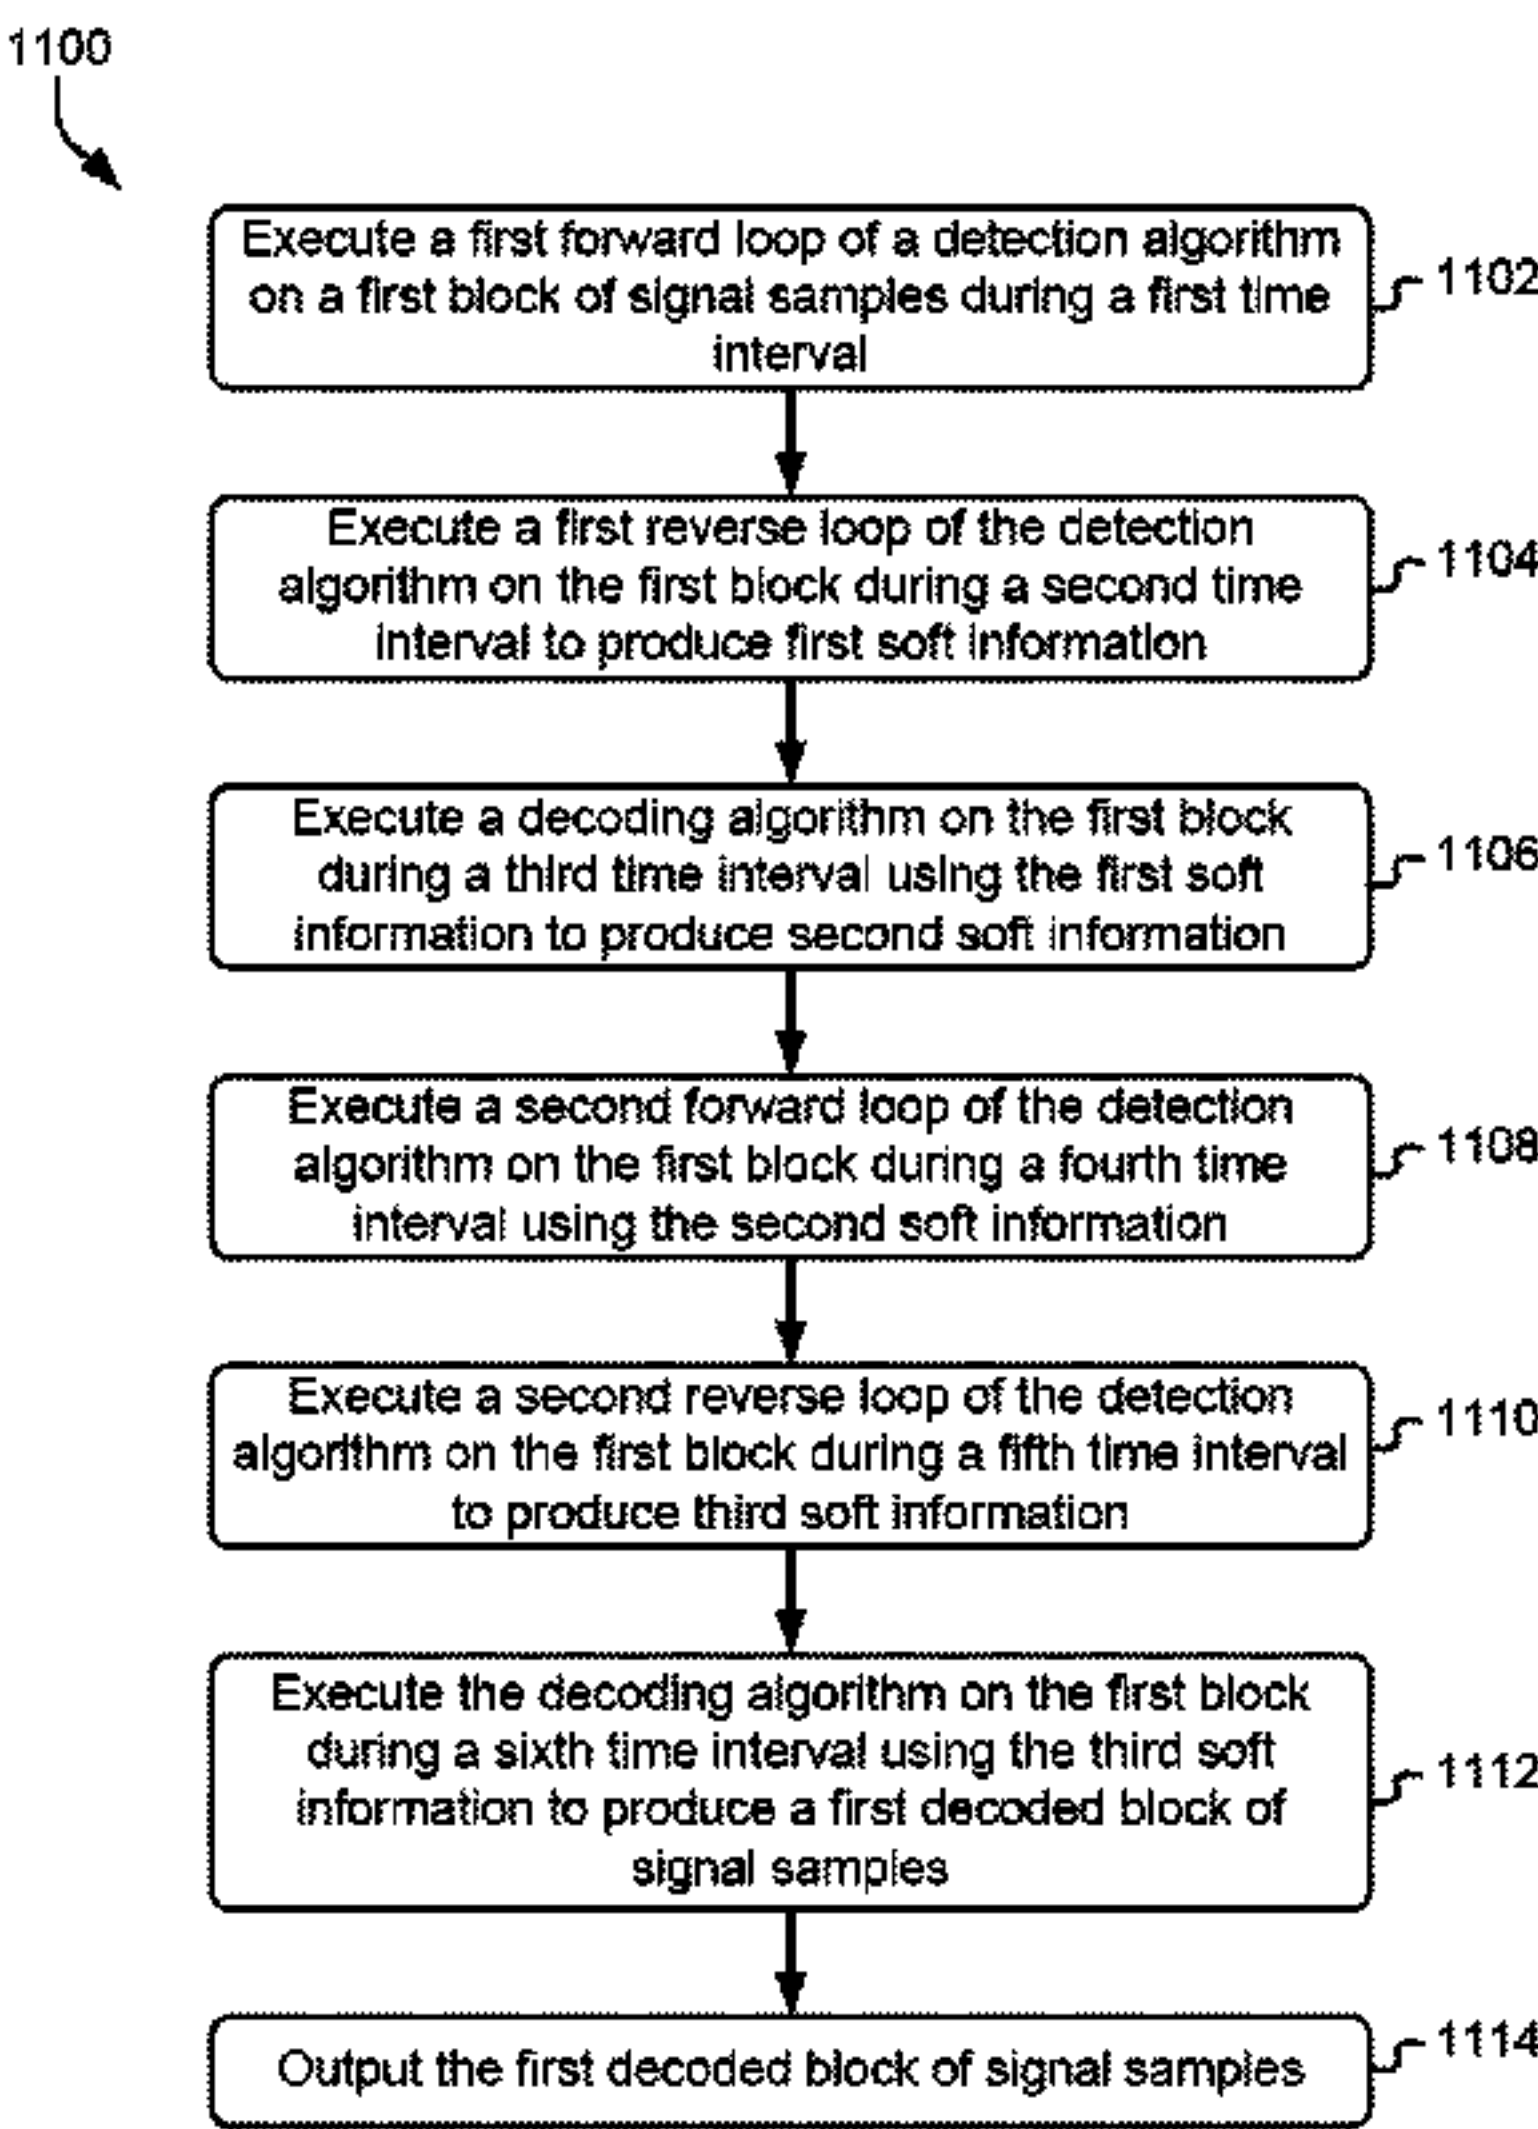 1100
Execute a first forward loop of a detection algorithm
on a first block of signal samples during a first time
interval
1102
Execute a first reverse loop of the detection
algorithm on the first block during a second time
interval to produce first soft information
1104
Execute a decoding algorithm on the first block
during a third time interval using the first soft
information to produce second soft information
1106
Execute a second forward loop of the detection
algorithm on the first block during a fourth time
interval using the second soft information
1108
Execute a second reverse loop of the detection
algorithm on the first block during a fifth time interval
to produce third soft information
1110
Execute the decoding algorithm on the first block
during a sixth time interval using the third soft
information to produce a first decoded block of
signal samples
1112
Output the first decoded block of signal samples
1114